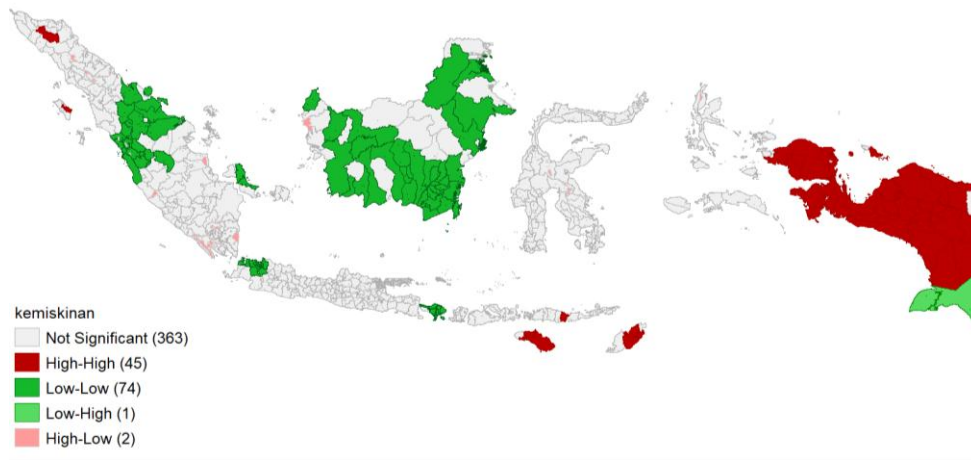 kemiskinan
Not Significant (363)
High-High (45)
Low-Low (74)
Low-High (1)
High-Low (2)